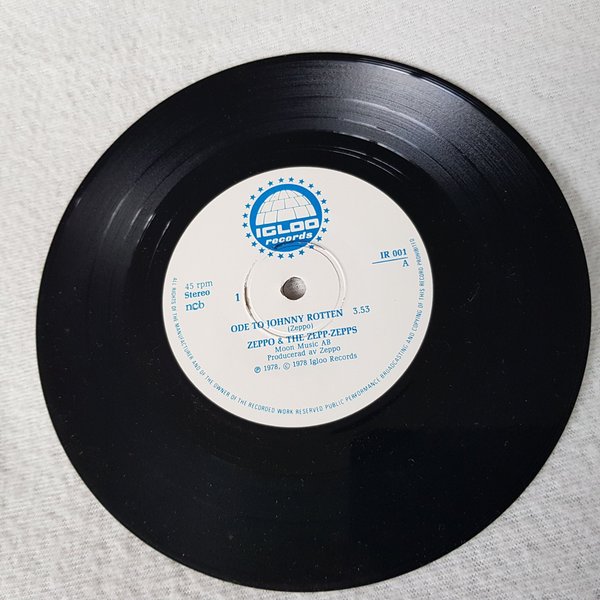 IGLOO
records
IR 001
A
45 rpm
Stereo
ncb
1
ODE TO JOHNNY ROTTEN 3.53
(Zeppo)
ZEPPO & THE ZEPP-ZEPPS
Moon Music AB
Producerad av Zeppo
℗ 1978, © 1978 Igloo Records
ALL RIGHTS OF THE MANUFACTURER AND OF THE OWNER OF THE RECORDED WORK RESERVED PUBLIC PERFORMANCE BROADCASTING AND COPYING OF THIS RECORD PROHIBITED